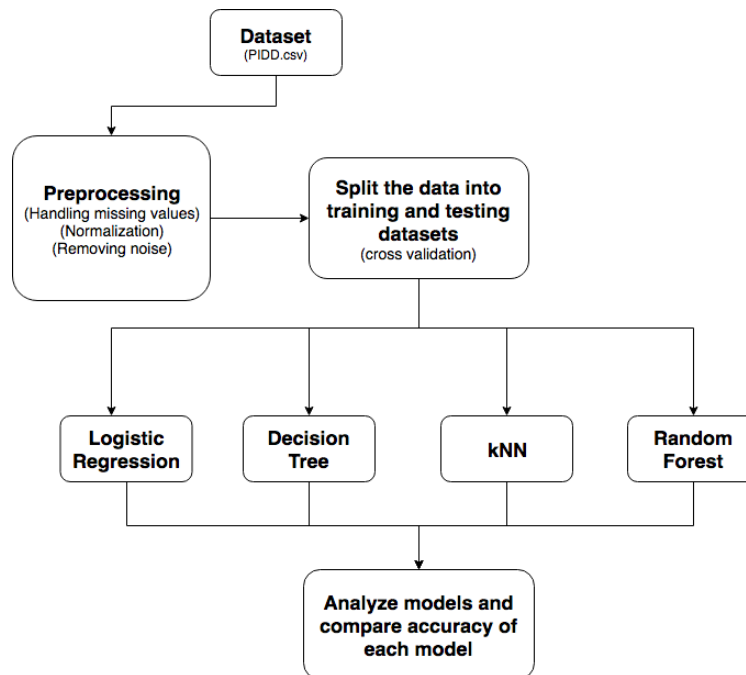 Dataset
(PIDD.csv)
Preprocessing
(Handling missing values)
(Normalization)
(Removing noise)
Split the data into
training and testing
datasets
(cross validation)
Logistic
Regression
Decision
Tree
kNN
Random
Forest
Analyze models and
compare accuracy of
each model